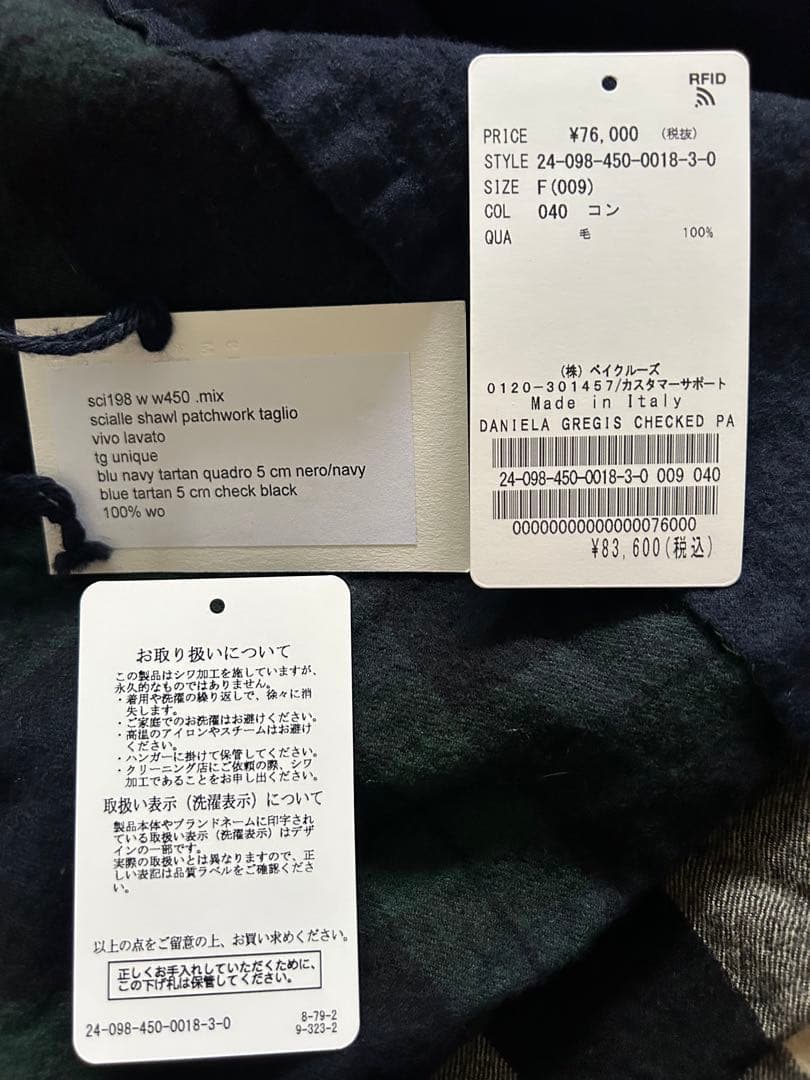 RFID
PRICE ¥76,000 (税抜)
STYLE 24-098-450-0018-3-0
SIZE F(009)
COL 040 コン
QUA 毛 100%
(株) ベイクルーズ
0120-301457/カスタマーサポート
Made in Italy
DANIELA GREGIS CHECKED PA
24-098-450-0018-3-0 009 040
00000000000000076000
¥83,600(税込)
sci198 w w450 .mix
scialle shawl patchwork taglio
vivo lavato
tg unique
blu navy tartan quadro 5 cm nero/navy
blue tartan 5 cm check black
100% wo
お取り扱いについて
この製品はシワ加工を施していますが、
永久的なものではありません。
・着用や洗濯の繰り返しで、徐々に消
失します。
・ご家庭でのお洗濯はお避けください。
・高温のアイロンやスチームはお避け
ください。
・ハンガーに掛けて保管してください。
・クリーニング店にご依頼の際、シワ
加工であることをお申し出ください。
取扱い表示（洗濯表示）について
製品本体やブランドネームに印字され
ている取扱い表示（洗濯表示）はデザ
インの一部です。
実際の取扱いとは異なりますので、正
しい表記は品質ラベルをご確認くださ
い。
以上の点をご留意の上、お買い求めください。
正しくお手入れしていただくために、
この下げ札は保管してください。
24-098-450-0018-3-0
8-79-2
9-323-2